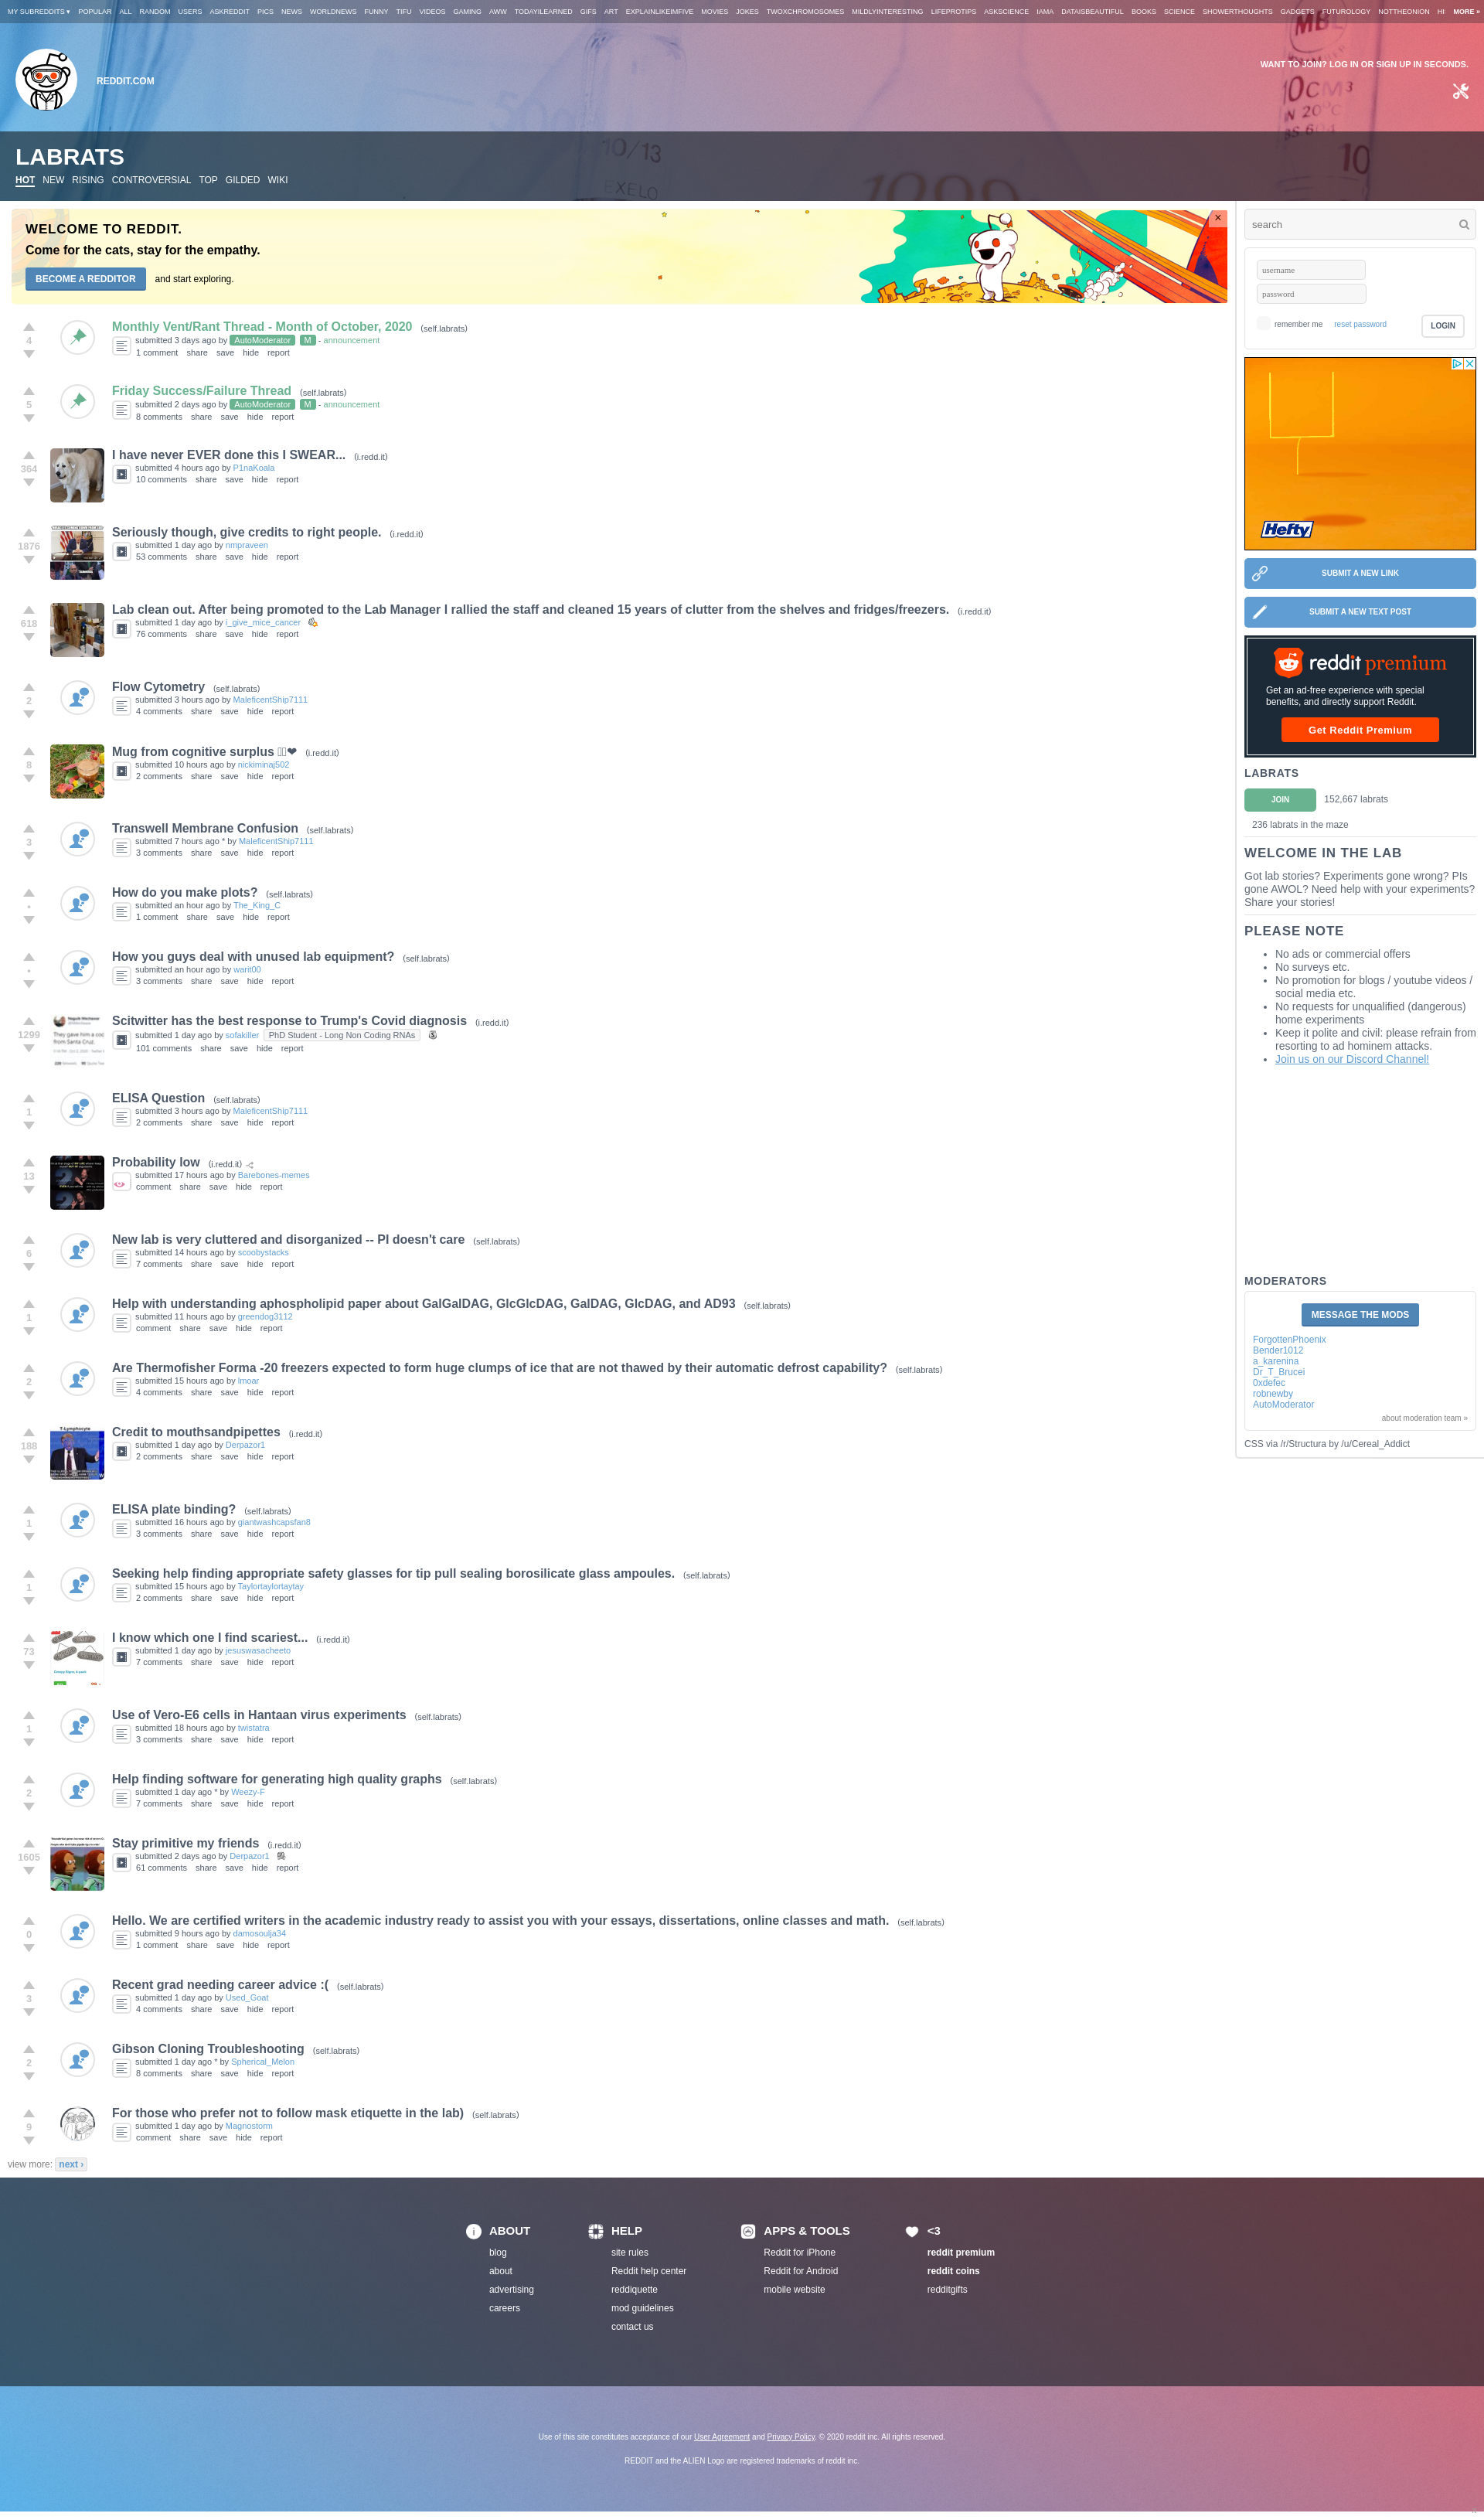 MY SUBREDDITS ▾ POPULAR ALL RANDOM USERS ASKREDDIT PICS NEWS WORLDNEWS FUNNY TIFU VIDEOS GAMING AWW TODAYILEARNED GIFS ART EXPLAINLIKEIMFIVE MOVIES JOKES TWOXCHROMOSOMES MILDLYINTERESTING LIFEPROTIPS ASKSCIENCE IAMA DATAISBEAUTIFUL BOOKS SCIENCE SHOWERTHOUGHTS GADGETS FUTUROLOGY NOTTHEONION HI MORE »
REDDIT.COM
WANT TO JOIN? LOG IN OR SIGN UP IN SECONDS.
LABRATS
HOT NEW RISING CONTROVERSIAL TOP GILDED WIKI
WELCOME TO REDDIT.
Come for the cats, stay for the empathy.
BECOME A REDDITOR and start exploring.
Monthly Vent/Rant Thread - Month of October, 2020 (self.labrats)
4
submitted 3 days ago by AutoModerator M - announcement
1 comment share save hide report
Friday Success/Failure Thread (self.labrats)
5
submitted 2 days ago by AutoModerator M - announcement
8 comments share save hide report
I have never EVER done this I SWEAR... (i.redd.it)
364
submitted 4 hours ago by P1naKoala
10 comments share save hide report
Seriously though, give credits to right people. (i.redd.it)
1876
submitted 1 day ago by nmpraveen
53 comments share save hide report
Lab clean out. After being promoted to the Lab Manager I rallied the staff and cleaned 15 years of clutter from the shelves and fridges/freezers. (i.redd.it)
618
submitted 1 day ago by i_give_mice_cancer
76 comments share save hide report
Flow Cytometry (self.labrats)
2
submitted 3 hours ago by MaleficentShip7111
4 comments share save hide report
Mug from cognitive surplus ❤ (i.redd.it)
8
submitted 10 hours ago by nickiminaj502
2 comments share save hide report
Transwell Membrane Confusion (self.labrats)
3
submitted 7 hours ago * by MaleficentShip7111
3 comments share save hide report
How do you make plots? (self.labrats)
•
submitted an hour ago by The_King_C
1 comment share save hide report
How you guys deal with unused lab equipment? (self.labrats)
•
submitted an hour ago by warit00
3 comments share save hide report
Scitwitter has the best response to Trump's Covid diagnosis (i.redd.it)
1299
submitted 1 day ago by sofakiller PhD Student - Long Non Coding RNAs
101 comments share save hide report
ELISA Question (self.labrats)
1
submitted 3 hours ago by MaleficentShip7111
2 comments share save hide report
Probability low (i.redd.it)
13
submitted 17 hours ago by Barebones-memes
comment share save hide report
New lab is very cluttered and disorganized -- PI doesn't care (self.labrats)
6
submitted 14 hours ago by scoobystacks
7 comments share save hide report
Help with understanding aphospholipid paper about GalGalDAG, GlcGlcDAG, GalDAG, GlcDAG, and AD93 (self.labrats)
1
submitted 11 hours ago by greendog3112
comment share save hide report
Are Thermofisher Forma -20 freezers expected to form huge clumps of ice that are not thawed by their automatic defrost capability? (self.labrats)
2
submitted 15 hours ago by lmoar
4 comments share save hide report
Credit to mouthsandpipettes (i.redd.it)
188
submitted 1 day ago by Derpazor1
2 comments share save hide report
ELISA plate binding? (self.labrats)
1
submitted 16 hours ago by giantwashcapsfan8
3 comments share save hide report
Seeking help finding appropriate safety glasses for tip pull sealing borosilicate glass ampoules. (self.labrats)
1
submitted 15 hours ago by Taylortaylortaytay
2 comments share save hide report
I know which one I find scariest... (i.redd.it)
73
submitted 1 day ago by jesuswasacheeto
7 comments share save hide report
Use of Vero-E6 cells in Hantaan virus experiments (self.labrats)
1
submitted 18 hours ago by twistatra
3 comments share save hide report
Help finding software for generating high quality graphs (self.labrats)
2
submitted 1 day ago * by Weezy-F
7 comments share save hide report
Stay primitive my friends (i.redd.it)
1605
submitted 2 days ago by Derpazor1
61 comments share save hide report
Hello. We are certified writers in the academic industry ready to assist you with your essays, dissertations, online classes and math. (self.labrats)
0
submitted 9 hours ago by damosoulja34
1 comment share save hide report
Recent grad needing career advice :( (self.labrats)
3
submitted 1 day ago by Used_Goat
4 comments share save hide report
Gibson Cloning Troubleshooting (self.labrats)
2
submitted 1 day ago * by Spherical_Melon
8 comments share save hide report
For those who prefer not to follow mask etiquette in the lab) (self.labrats)
9
submitted 1 day ago by Magnostorm
comment share save hide report
view more: next ›
search
username
password
remember me reset password LOGIN
Hefty
SUBMIT A NEW LINK
SUBMIT A NEW TEXT POST
reddit premium
Get an ad-free experience with special
benefits, and directly support Reddit.
Get Reddit Premium
LABRATS
JOIN 152,667 labrats
236 labrats in the maze
WELCOME IN THE LAB
Got lab stories? Experiments gone wrong? PIs
gone AWOL? Need help with your experiments?
Share your stories!
PLEASE NOTE
• No ads or commercial offers
• No surveys etc.
• No promotion for blogs / youtube videos /
social media etc.
• No requests for unqualified (dangerous)
home experiments
• Keep it polite and civil: please refrain from
resorting to ad hominem attacks.
• Join us on our Discord Channel!
MODERATORS
MESSAGE THE MODS
ForgottenPhoenix
Bender1012
a_karenina
Dr_T_Brucei
0xdefec
robnewby
AutoModerator
about moderation team »
CSS via /r/Structura by /u/Cereal_Addict
ABOUT
blog
about
advertising
careers
HELP
site rules
Reddit help center
reddiquette
mod guidelines
contact us
APPS & TOOLS
Reddit for iPhone
Reddit for Android
mobile website
<3
reddit premium
reddit coins
redditgifts
Use of this site constitutes acceptance of our User Agreement and Privacy Policy. © 2020 reddit inc. All rights reserved.
REDDIT and the ALIEN Logo are registered trademarks of reddit inc.